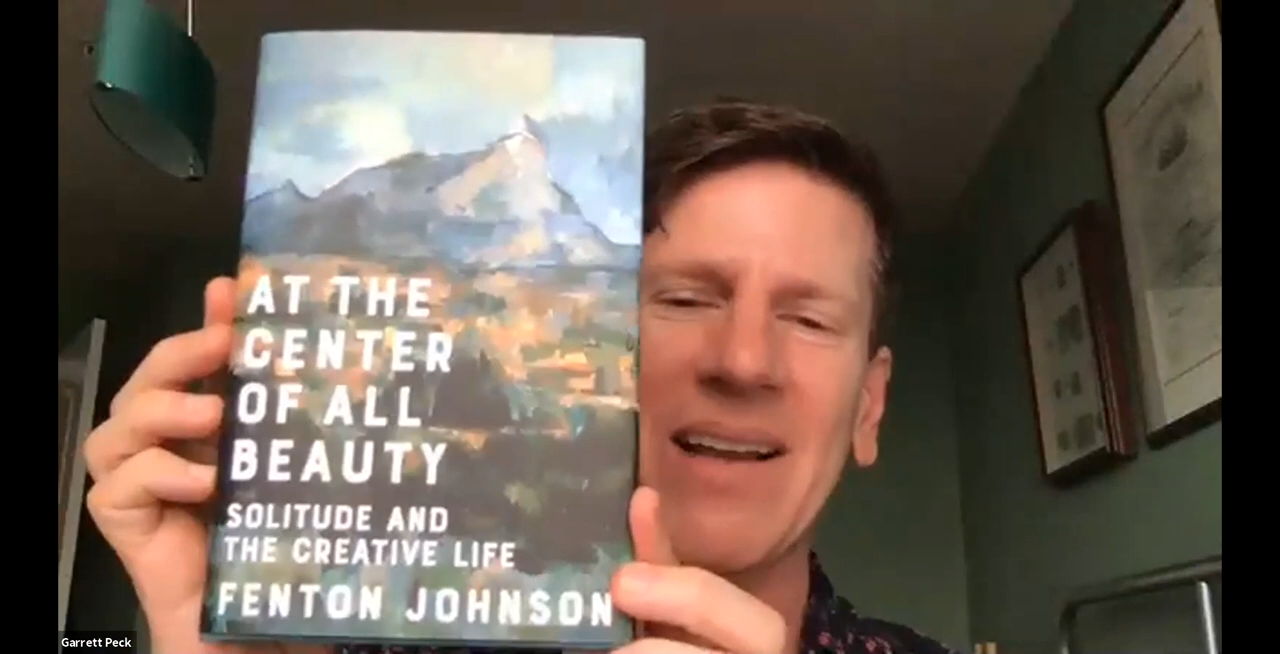 AT THE
CENTER
OF ALL
BEAUTY
SOLITUDE AND
THE CREATIVE LIFE
FENTON JOHNSON
Garrett Peck